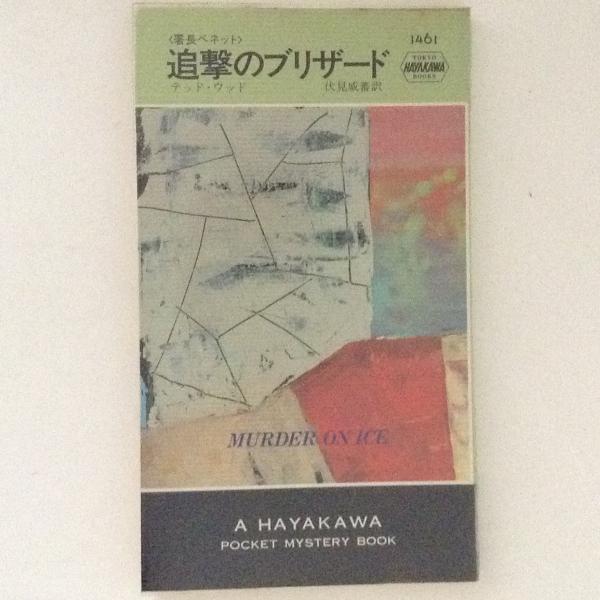 〈署長ベネット〉
1461
追撃のブリザード
TOKYO
HAYAKAWA
BOOKS
テッド・ウッド 伏見威蕃訳
MURDER ON ICE
A HAYAKAWA
POCKET MYSTERY BOOK